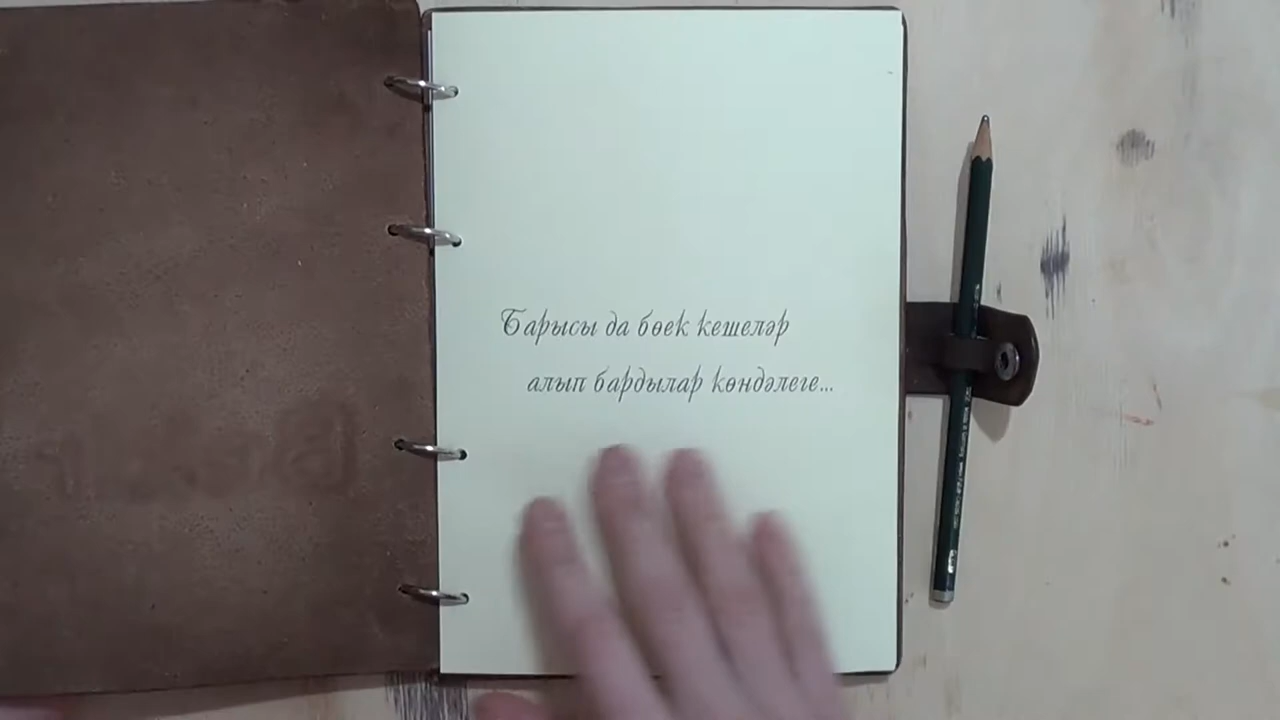 Барысы да бөек кешеләр
алып бардылар көндәлеге...